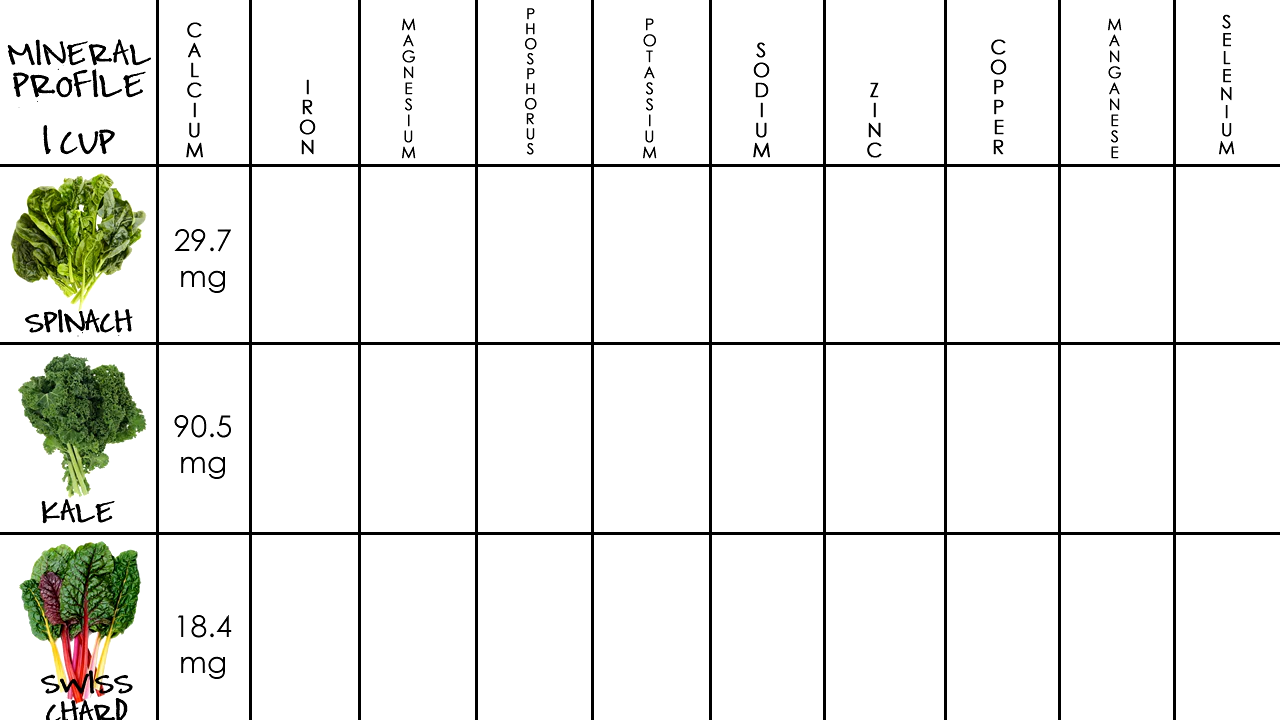 MINERAL
PROFILE
1 CUP
CALCIUM
IRON
MAGNESIUM
PHOSPHORUS
POTASSIUM
SODIUM
ZINC
COPPER
MANGANESE
SELENIUM
29.7
mg
SPINACH
90.5
mg
KALE
18.4
mg
SWISS
CHARD